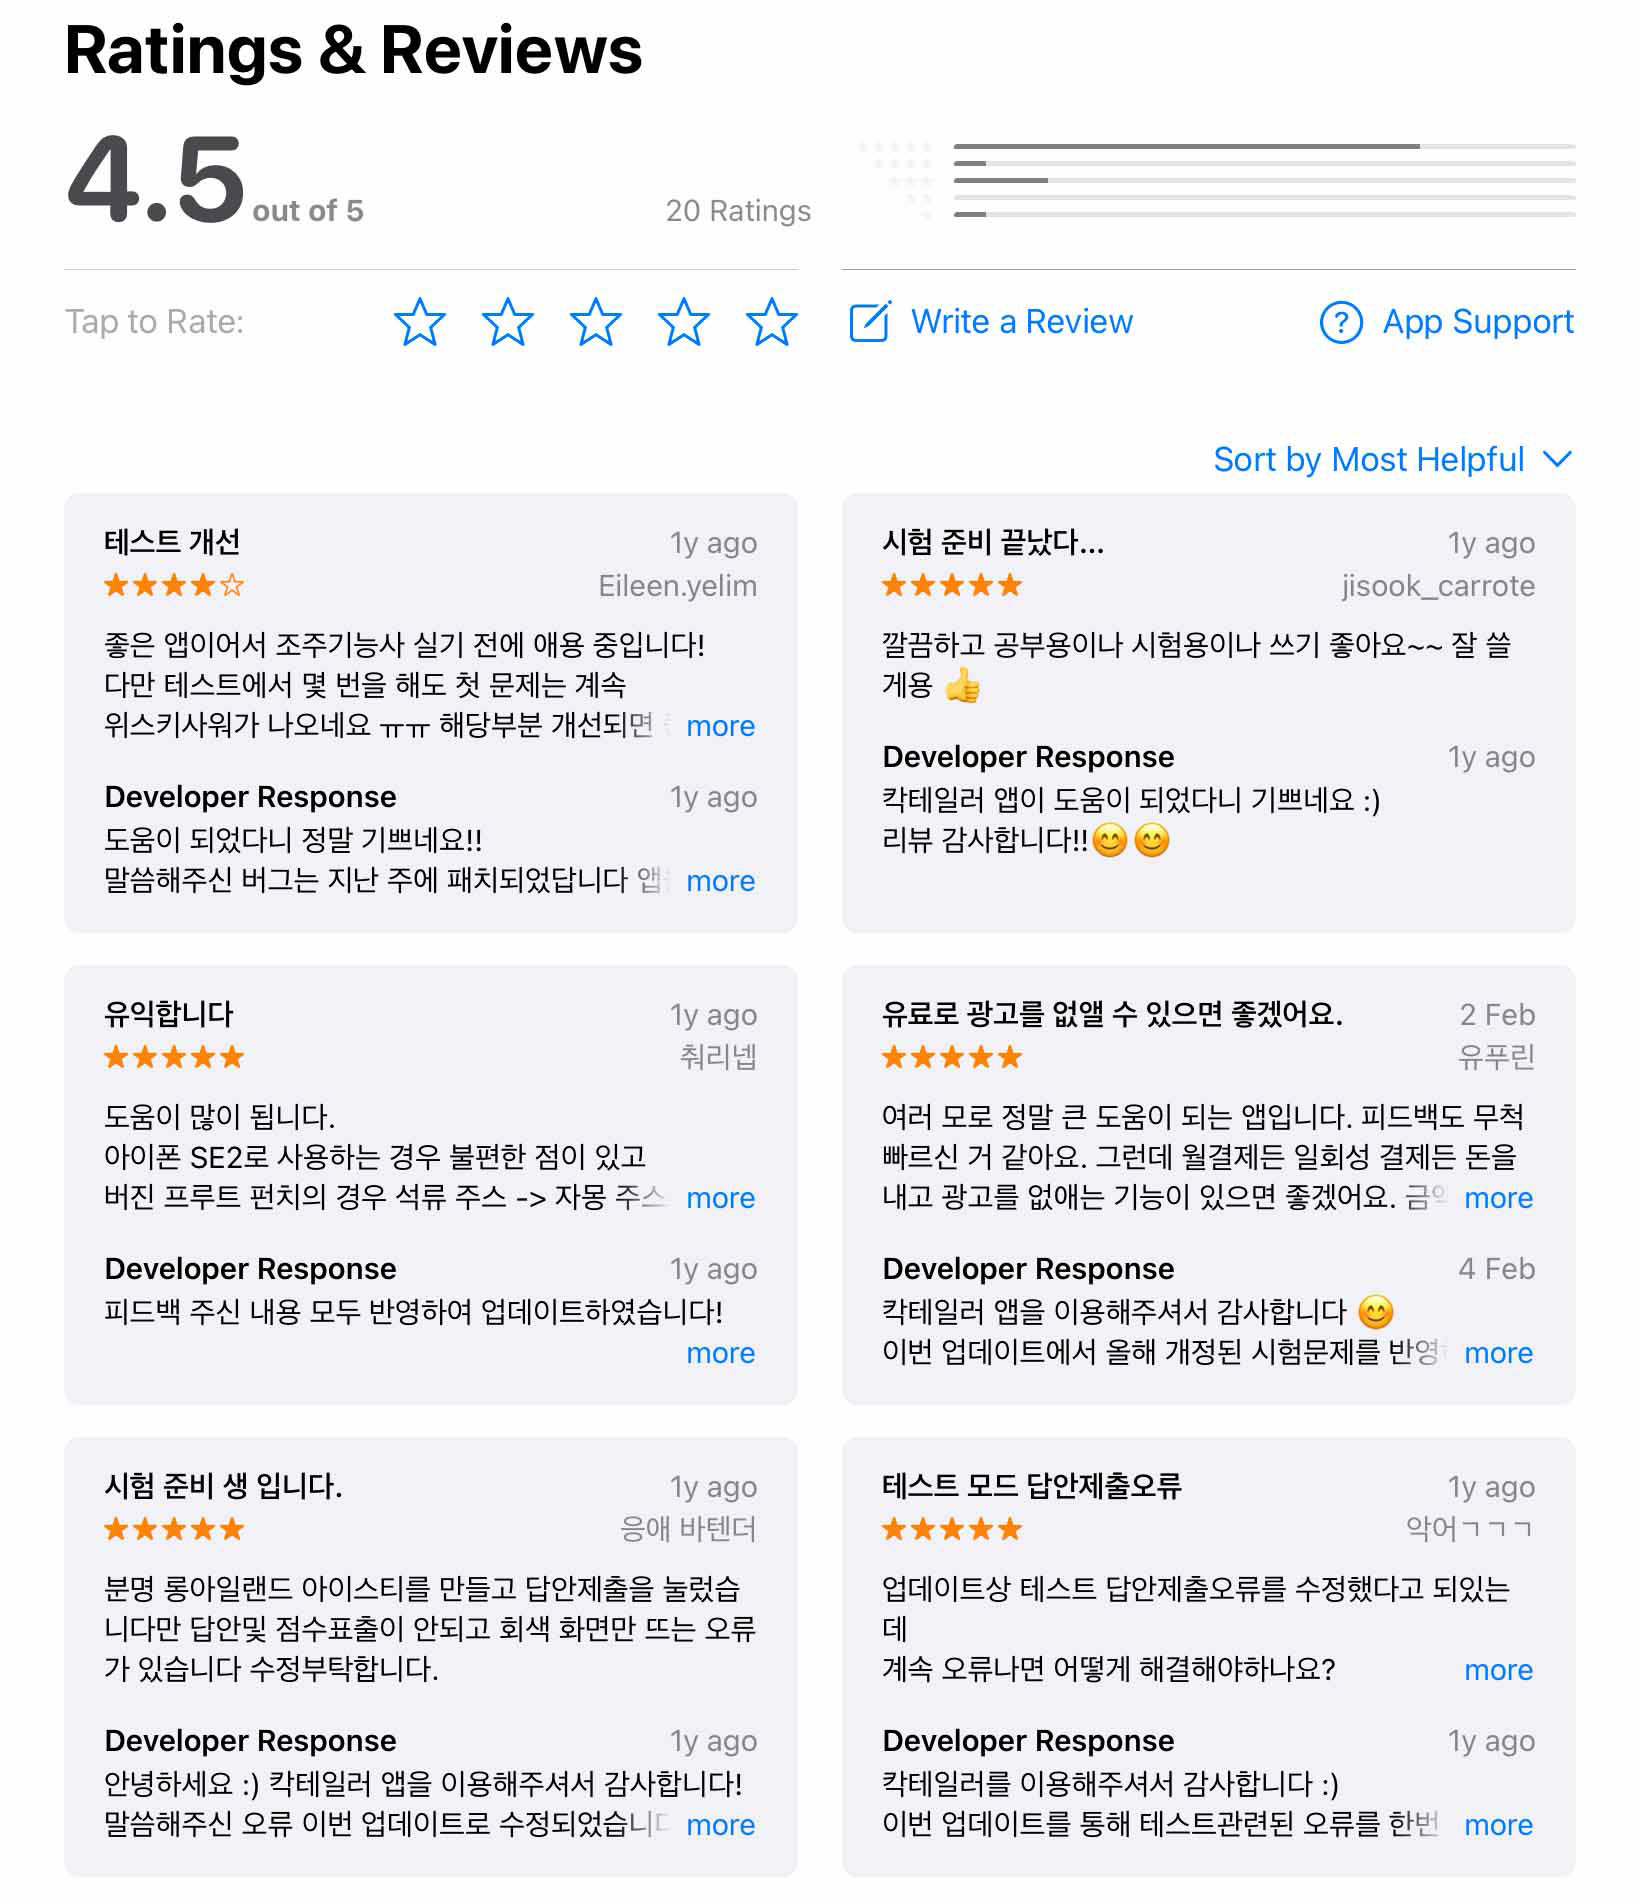 Ratings & Reviews
4.5 out of 5
20 Ratings
Tap to Rate:
Write a Review
App Support
Sort by Most Helpful
테스트 개선
1y ago
Eileen.yelim
좋은 앱이어서 조주기능사 실기 전에 애용 중입니다!
다만 테스트에서 몇 번을 해도 첫 문제는 계속
위스키사워가 나오네요 ㅠㅠ 해당부분 개선되면
more
Developer Response
1y ago
도움이 되었다니 정말 기쁘네요!!
말씀해주신 버그는 지난 주에 패치되었답니다
more
시험 준비 끝났다...
1y ago
jisook_carrote
깔끔하고 공부용이나 시험용이나 쓰기 좋아요~~ 잘 쓸
게용 👍
Developer Response
1y ago
칵테일러 앱이 도움이 되었다니 기쁘네요 :)
리뷰 감사합니다!!😊😊
유익합니다
1y ago
춰리넵
도움이 많이 됩니다.
아이폰 SE2로 사용하는 경우 불편한 점이 있고
버진 프루트 펀치의 경우 석류 주스 -> 자몽 주스
more
Developer Response
1y ago
피드백 주신 내용 모두 반영하여 업데이트하였습니다!
more
유료로 광고를 없앨 수 있으면 좋겠어요.
2 Feb
유푸린
여러 모로 정말 큰 도움이 되는 앱입니다. 피드백도 무척
빠르신 거 같아요. 그런데 월결제든 일회성 결제든 돈을
내고 광고를 없애는 기능이 있으면 좋겠어요.
more
Developer Response
4 Feb
칵테일러 앱을 이용해주셔서 감사합니다 😊
이번 업데이트에서 올해 개정된 시험문제를 반영
more
시험 준비 생 입니다.
1y ago
응애 바텐더
분명 롱아일랜드 아이스티를 만들고 답안제출을 눌렀습
니다만 답안및 점수표출이 안되고 회색 화면만 뜨는 오류
가 있습니다 수정부탁합니다.
Developer Response
1y ago
안녕하세요 :) 칵테일러 앱을 이용해주셔서 감사합니다!
말씀해주신 오류 이번 업데이트로 수정되었습니다
more
테스트 모드 답안제출오류
1y ago
악어ㄱㄱㄱ
업데이트상 테스트 답안제출오류를 수정했다고 되있는
데
계속 오류나면 어떻게 해결해야하나요?
more
Developer Response
1y ago
칵테일러를 이용해주셔서 감사합니다 :)
이번 업데이트를 통해 테스트관련된 오류를 한번
more